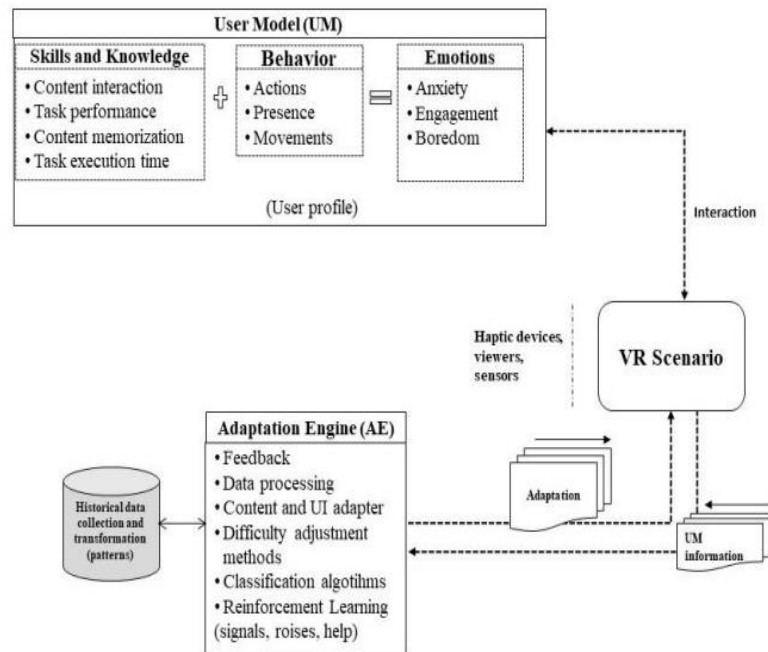 User Model (UM)
Skills and Knowledge
• Content interaction
• Task performance
• Content memorization
• Task execution time
Behavior
• Actions
• Presence
• Movements
Emotions
• Anxiety
• Engagement
• Boredom
(User profile)
Interaction
Haptic devices,
viewers,
sensors
VR Scenario
Adaptation Engine (AE)
• Feedback
• Data processing
• Content and UI adapter
• Difficulty adjustment
methods
• Classification algotihms
• Reinforcement Learning
(signals, roises, help)
Historical data
collection and
transformation
(patterns)
Adaptation
UM
information